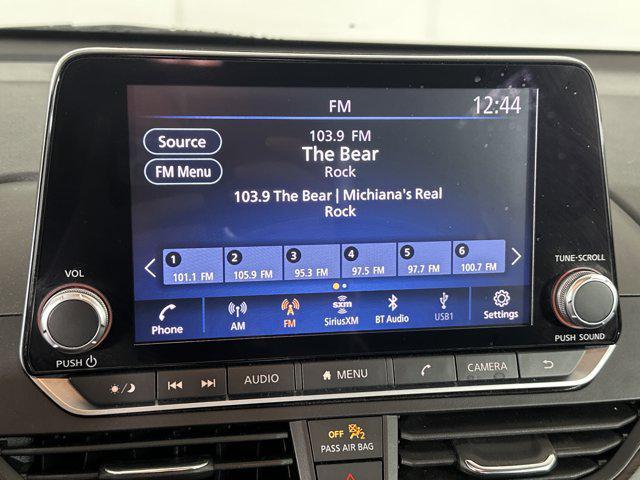 FM
12:44
Source
FM Menu
103.9 FM
The Bear
Rock
103.9 The Bear | Michiana's Real
Rock
1 2 3 4 5 6
101.1 FM 105.9 FM 95.3 FM 97.5 FM 97.7 FM 100.7 FM
Phone AM FM SiriusXM BT Audio USB1 Settings
sxm
VOL
PUSH
TUNE·SCROLL
PUSH SOUND
AUDIO MENU CAMERA
OFF 2
PASS AIR BAG